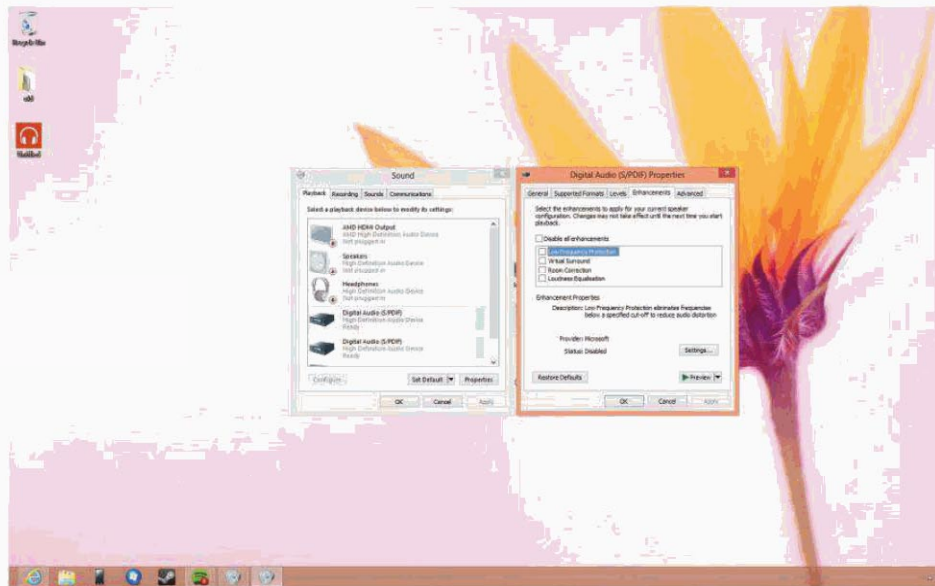 Recycle Bin
Sound
Playback Recording Sounds Communications
Select a playback device below to modify its settings:
AMD HDMI Output
AMD High Definition Audio Device
Not plugged in
Speakers
High Definition Audio Device
Not plugged in
Headphones
High Definition Audio Device
Not plugged in
Digital Audio (S/PDIF)
High Definition Audio Device
Ready
Digital Audio (S/PDIF)
High Definition Audio Device
Ready
Configure
Set Default
Properties
OK
Cancel
Apply
Digital Audio (S/PDIF) Properties
General Supported Formats Levels Enhancements Advanced
Select the enhancements to apply for your current speaker
configuration. Changes may not take effect until the next time you start
playback.
Disable all enhancements
Low Frequency Protection
Virtual Surround
Room Correction
Loudness Equalisation
Enhancement Properties
Description: Low Frequency Protection eliminates frequencies
below a specified cut-off to reduce audio distortion
Provider: Microsoft
Status: Disabled
Settings...
Restore Defaults
Preview
OK
Cancel
Apply